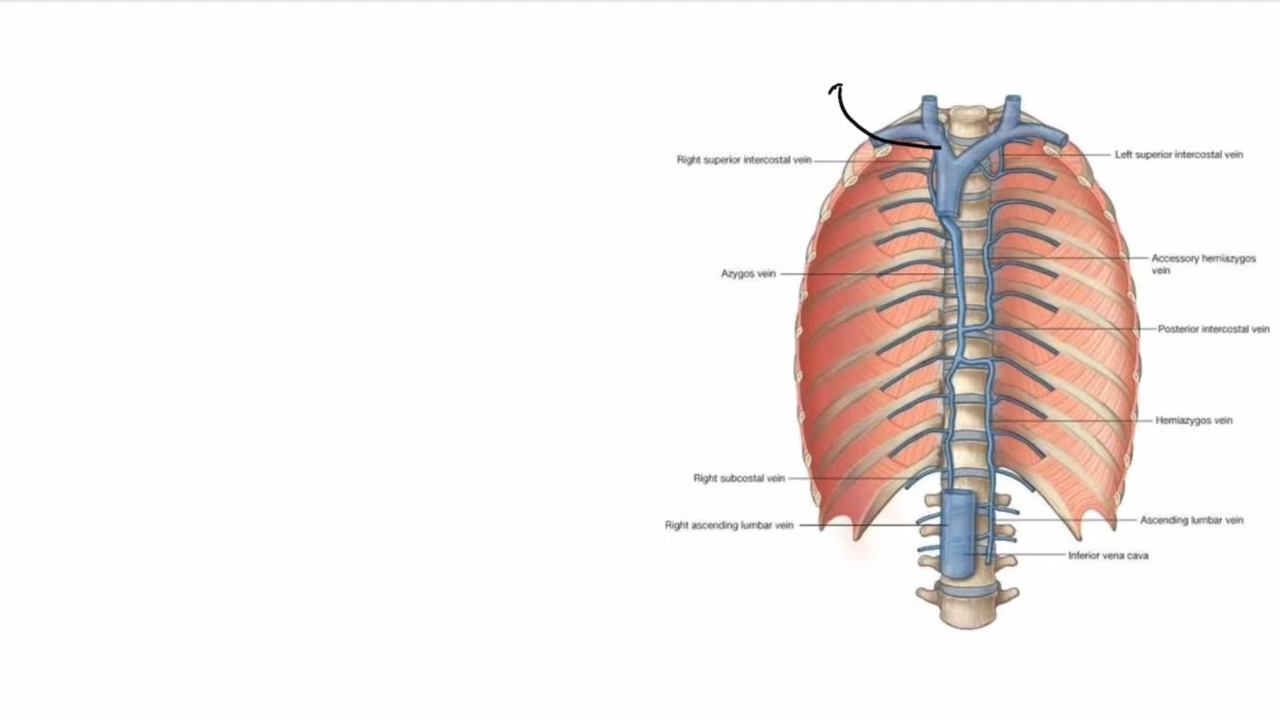 Right superior intercostal vein
Left superior intercostal vein
Azygos vein
Accessory hemiazygos
vein
Posterior intercostal vein
Hemiazygos vein
Right subcostal vein
Right ascending lumbar vein
Ascending lumbar vein
Inferior vena cava